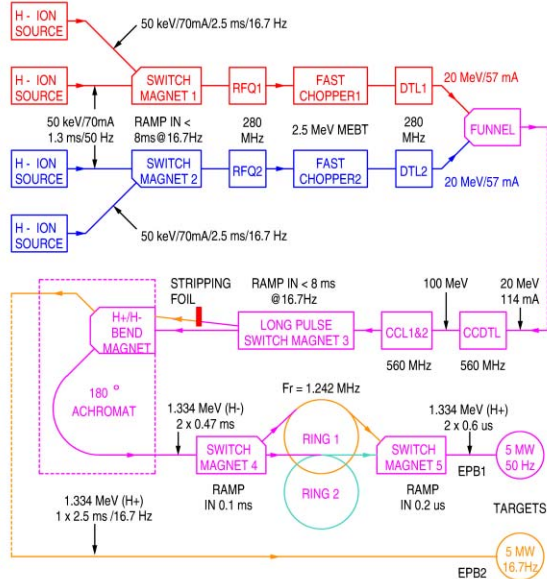 50 keV/70mA/2.5 ms/16.7 Hz
H - ION
SOURCE
H - ION
SOURCE
SWITCH
MAGNET 1
RFQ1
FAST
CHOPPER1
DTL1
20 MeV/57 mA
50 keV/70mA
1.3 ms/50 Hz
RAMP IN <
8ms@16.7Hz
280
MHz
2.5 MeV MEBT
280
MHz
FUNNEL
H - ION
SOURCE
SWITCH
MAGNET 2
RFQ2
FAST
CHOPPER2
DTL2
20 MeV/57 mA
H - ION
SOURCE
50 keV/70mA/2.5 ms/16.7 Hz
STRIPPING
FOIL
RAMP IN < 8 ms
@16.7Hz
100 MeV
20 MeV
114 mA
H+/H-
BEND
MAGNET
LONG PULSE
SWITCH MAGNET 3
CCL1&2
CCDTL
560 MHz
560 MHz
180 °
ACHROMAT
Fr = 1.242 MHz
1.334 MeV (H-)
2 x 0.47 ms
1.334 MeV (H+)
2 x 0.6 us
SWITCH
MAGNET 4
RING 1
SWITCH
MAGNET 5
5 MW
50 Hz
EPB1
RAMP
IN 0.1 ms
RING 2
RAMP
IN 0.2 us
TARGETS
1.334 MeV (H+)
1 x 2.5 ms /16.7 Hz
5 MW
16.7Hz
EPB2